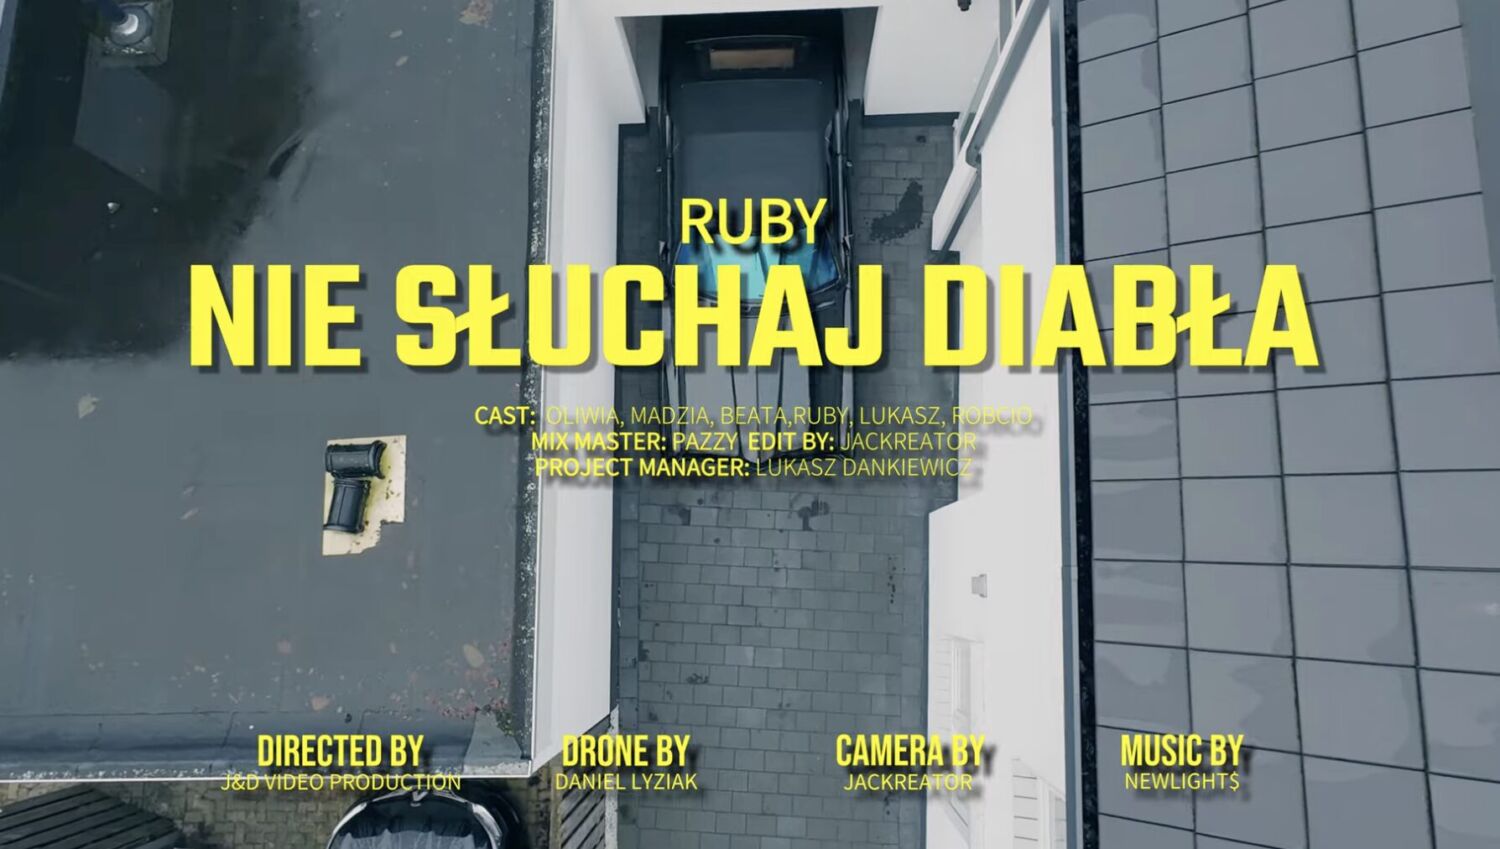 RUBY
NIE SŁUCHAJ DIABŁA
CAST: OLIWIA, MADZIA, BEATA,RUBY, LUKASZ, ROBCIO
MIX MASTER: PAZZY EDIT BY: JACKREATOR
PROJECT MANAGER: LUKASZ DANKIEWICZ
DIRECTED BY
J&D VIDEO PRODUCTION
DRONE BY
DANIEL LYZIAK
CAMERA BY
JACKREATOR
MUSIC BY
NEWLIGHT$